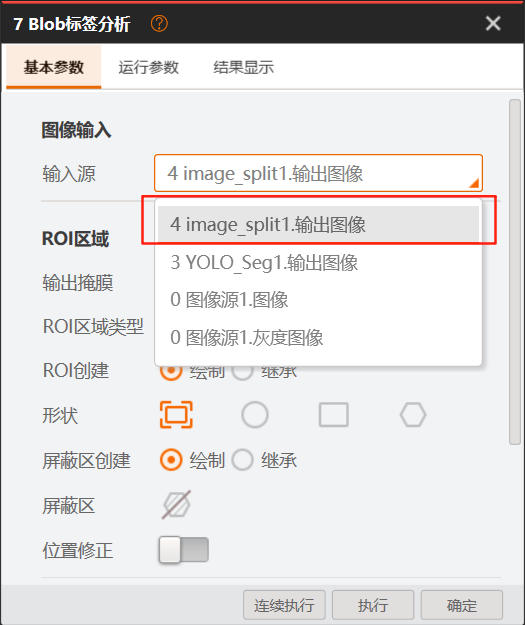 7 Blob标签分析
基本参数 运行参数 结果显示
图像输入
输入源 4 image_split1.输出图像
4 image_split1.输出图像
ROI区域
3 YOLO_Seg1.输出图像
输出掩膜
0 图像源1.图像
ROI区域类型
0 图像源1.灰度图像
ROI创建 绘制 继承
形状
屏蔽区创建 绘制 继承
屏蔽区
位置修正
连续执行 执行 确定